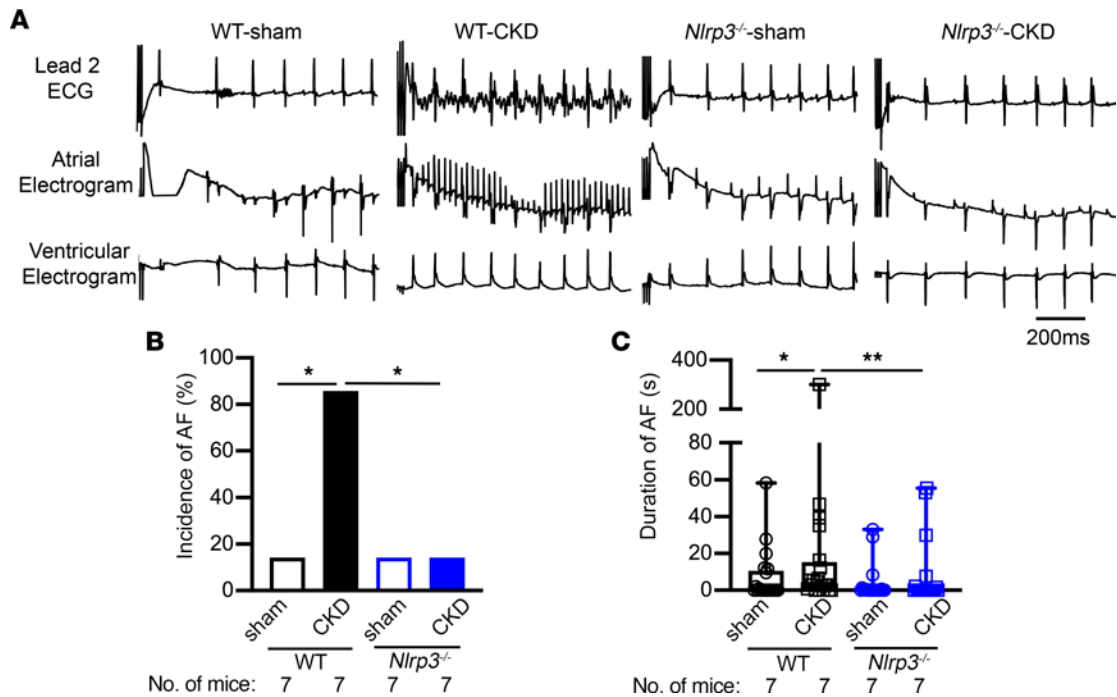 A
WT-sham WT-CKD Nlrp3-/--sham Nlrp3-/--CKD
Lead 2
ECG
Atrial
Electrogram
Ventricular
Electrogram
200ms
B
Incidence of AF (%)
100
80
60
40
20
0
* *
sham CKD sham CKD
WT Nlrp3-/-
No. of mice: 7 7 7 7
C
Duration of AF (s)
400
200
80
60
40
20
0
* **
sham CKD sham CKD
WT Nlrp3-/-
No. of mice: 7 7 7 7